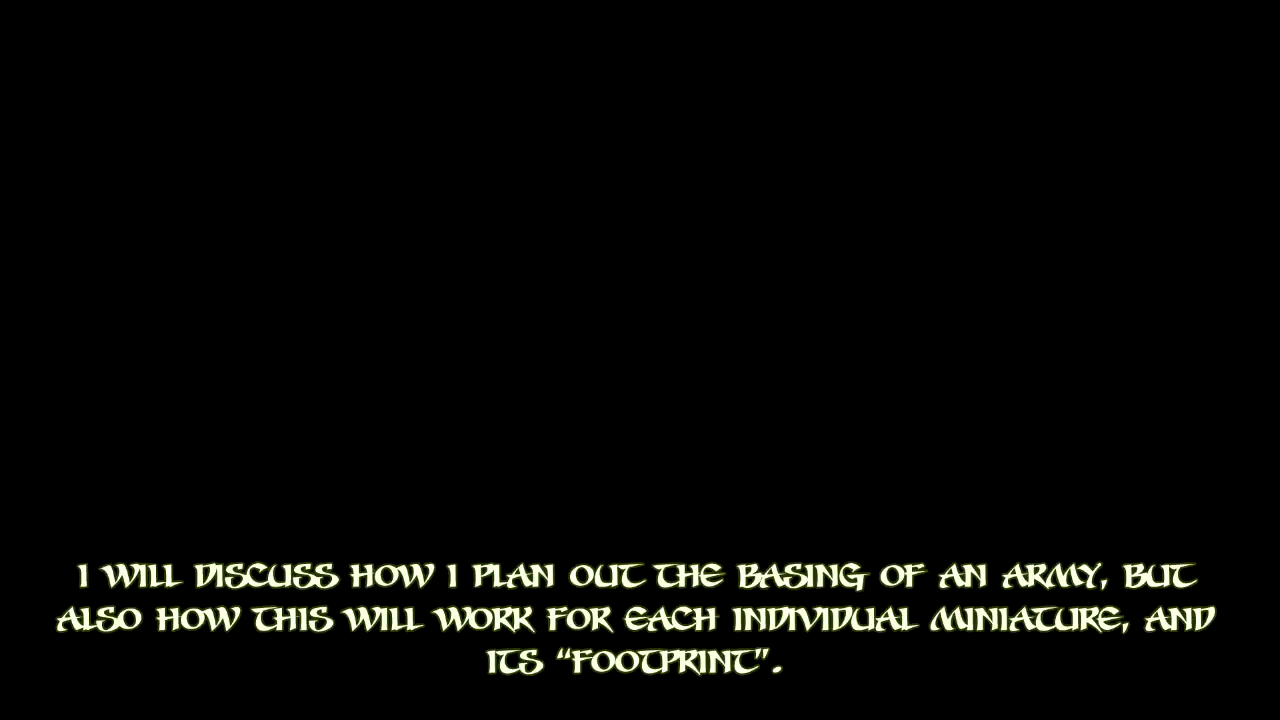 I WILL DISCUSS HOW I PLAN OUT THE BASING OF AN ARMY, BUT
ALSO HOW THIS WILL WORK FOR EACH INDIVIDUAL MINIATURE, AND
ITS “FOOTPRINT”.